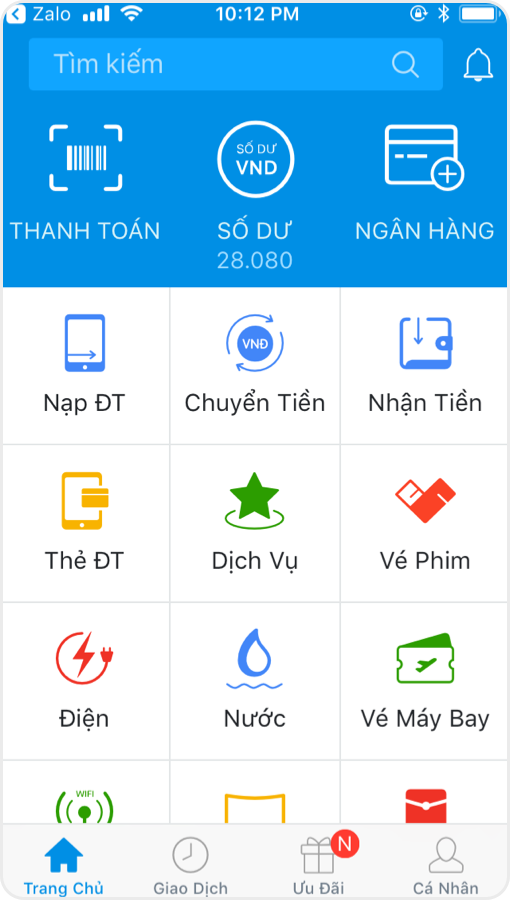 Zalo 10:12 PM
Tìm kiếm
SỐ DƯ
VND
THANH TOÁN
SỐ DƯ
NGÂN HÀNG
28.080
VNĐ
Nạp ĐT
Chuyển Tiền
Nhận Tiền
Thẻ ĐT
Dịch Vụ
Vé Phim
Điện
Nước
Vé Máy Bay
WIFI
N
Trang Chủ
Giao Dịch
Ưu Đãi
Cá Nhân